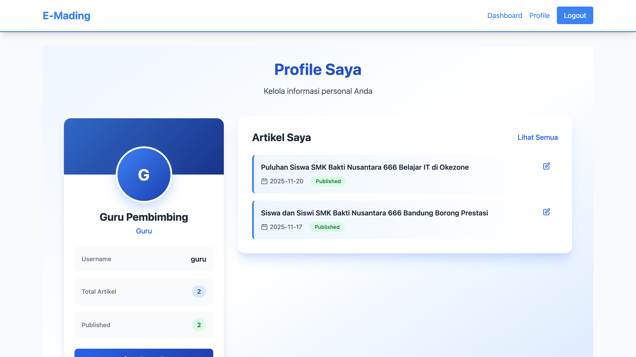 E-Mading
Dashboard
Profile
Logout
Profile Saya
Kelola informasi personal Anda
G
Guru Pembimbing
Guru
Username
guru
Total Artikel
2
Published
2
Artikel Saya
Lihat Semua
Puluhan Siswa SMK Bakti Nusantara 666 Belajar IT di Okezone
2025-11-20
Published
Siswa dan Siswi SMK Bakti Nusantara 666 Bandung Borong Prestasi
2025-11-17
Published